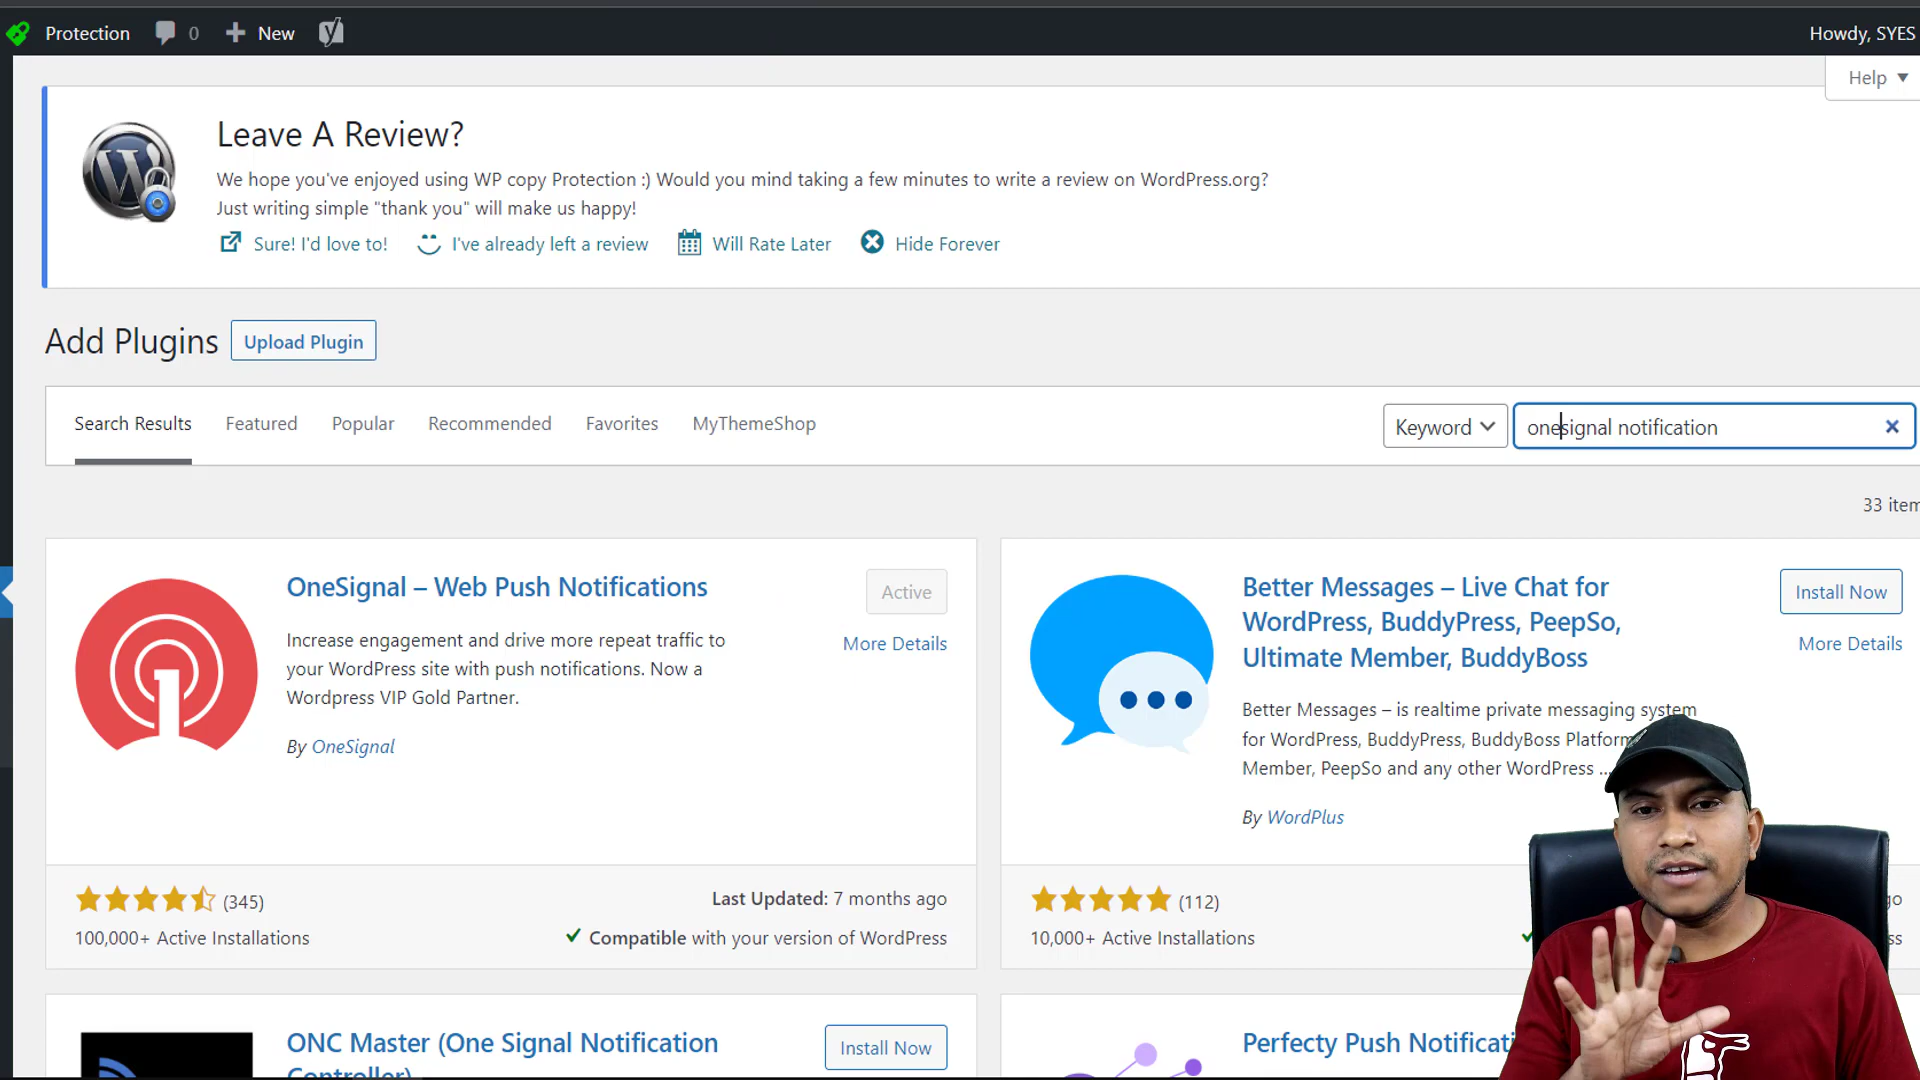 Protection 0 New Howdy, SYES
Help
Leave A Review?
We hope you've enjoyed using WP copy Protection :) Would you mind taking a few minutes to write a review on WordPress.org?
Just writing simple "thank you" will make us happy!
Sure! I'd love to! I've already left a review Will Rate Later Hide Forever
Add Plugins Upload Plugin
Search Results Featured Popular Recommended Favorites MyThemeShop Keyword onesignal notification
33 item
OneSignal – Web Push Notifications
Active
More Details
Increase engagement and drive more repeat traffic to
your WordPress site with push notifications. Now a
Wordpress VIP Gold Partner.
By OneSignal
(345)
Last Updated: 7 months ago
100,000+ Active Installations
Compatible with your version of WordPress
Better Messages – Live Chat for
WordPress, BuddyPress, PeepSo,
Ultimate Member, BuddyBoss
Install Now
More Details
Better Messages – is realtime private messaging system
for WordPress, BuddyPress, BuddyBoss Platform
Member, PeepSo and any other WordPress ...
By WordPlus
(112)
10,000+ Active Installations
ONC Master (One Signal Notification
Controller)
Install Now
Perfecty Push Notificati